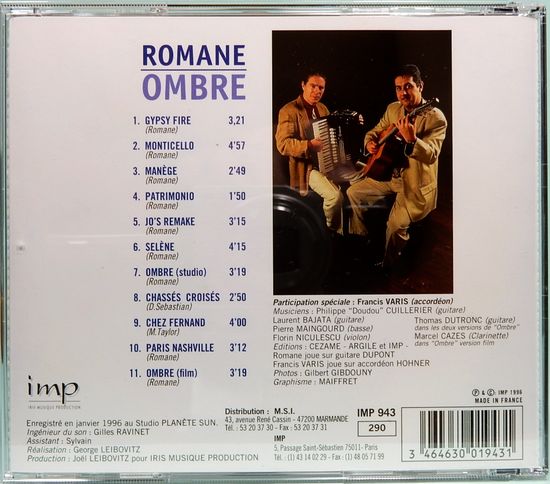 ROMANE
OMBRE
1. GYPSY FIRE 3,21
(Romane)
2. MONTICELLO 4'57
(Romane)
3. MANÈGE 2'49
(Romane)
4. PATRIMONIO 1'50
(Romane)
5. JO'S REMAKE 3'15
(Romane)
6. SELÈNE 4'15
(Romane)
7. OMBRE (studio) 3'19
(Romane)
8. CHASSÉS CROISÉS 2'50
(D.Sebastian)
9. CHEZ FERNAND 4'00
(M.Taylor)
10. PARIS NASHVILLE 3'12
(Romane)
11. OMBRE (film) 3'19
(Romane)
Participation spéciale : Francis VARIS (accordéon)
Musiciens : Philippe "Doudou" CUILLERIER (guitare)
Laurent BAJATA (guitare)
Pierre MAINGOURD (basse)
Florin NICULESCU (violon)
Thomas DUTRONC (guitare)
dans les deux versions de "Ombre"
Marcel CAZES (Clarinette)
dans "Ombre" version film
Editions : CEZAME - ARGILE et IMP .
Romane joue sur guitare DUPONT
Francis VARIS joue sur accordéon HOHNER
Photos : Gilbert GIBDOUNY
Graphisme : MAIFFRET
℗ & © IMP 1996
MADE IN FRANCE
imp
IRIS MUSIQUE PRODUCTION
Enregistré en janvier 1996 au Studio PLANÈTE SUN.
Ingénieur du son : Gilles RAVINET
Assistant : Sylvain
Réalisation : George LEIBOVITZ
Production : Joël LEIBOVITZ pour IRIS MUSIQUE PRODUCTION
Distribution : M.S.I.
43, avenue René Cassin - 47200 MARMANDE
Tél. : 53 20 37 30 - Fax : 53 20 37 31
IMP
5, Passage Saint-Sébastien 75011- Paris
Tél : (1) 43 14 02 29 - Fax : (1) 48 05 71 99
IMP 943
290
3 464630 019431